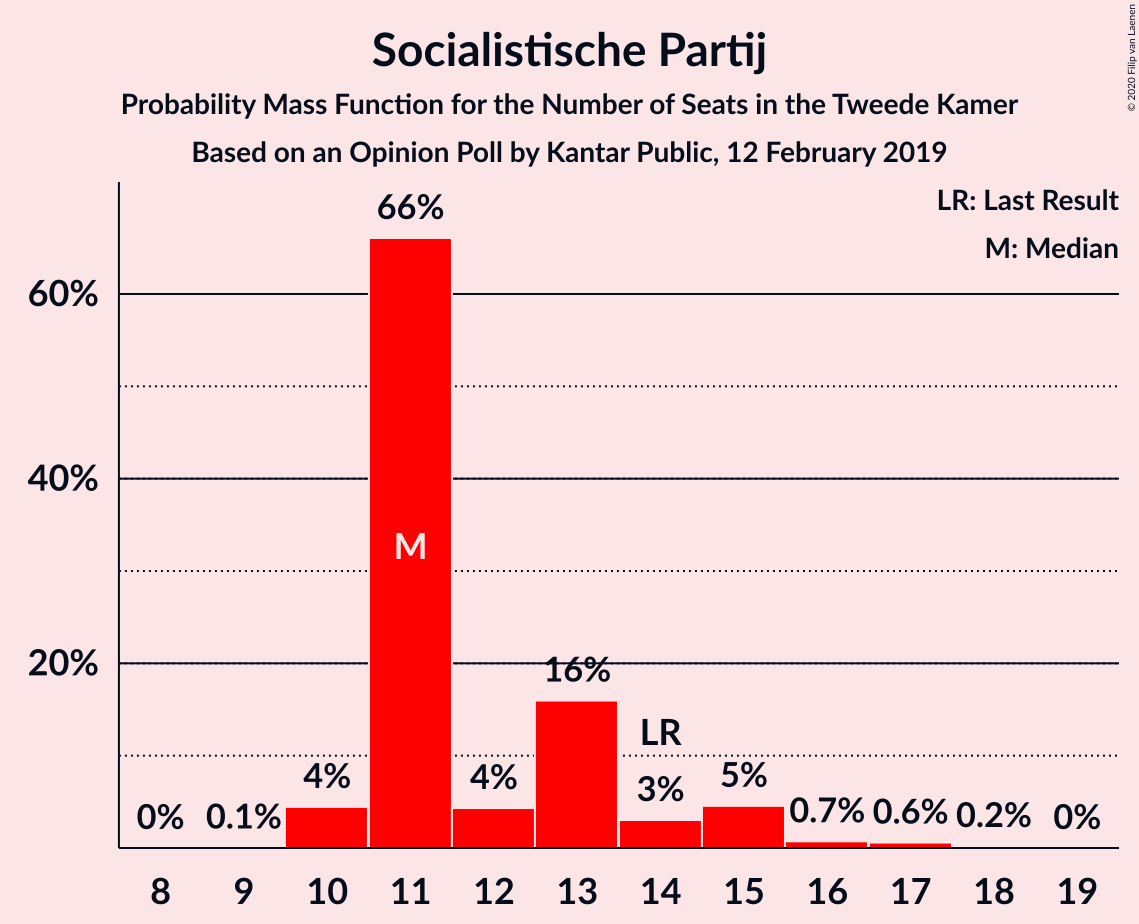 Socialistische Partij
Probability Mass Function for the Number of Seats in the Tweede Kamer
Based on an Opinion Poll by Kantar Public, 12 February 2019
© 2020 Filip van Laenen
LR: Last Result
M: Median
60%
40%
20%
0%
0.1%
4%
66%
M
4%
16%
LR
3%
5%
0.7%
0.6%
0.2%
0%
8 9 10 11 12 13 14 15 16 17 18 19